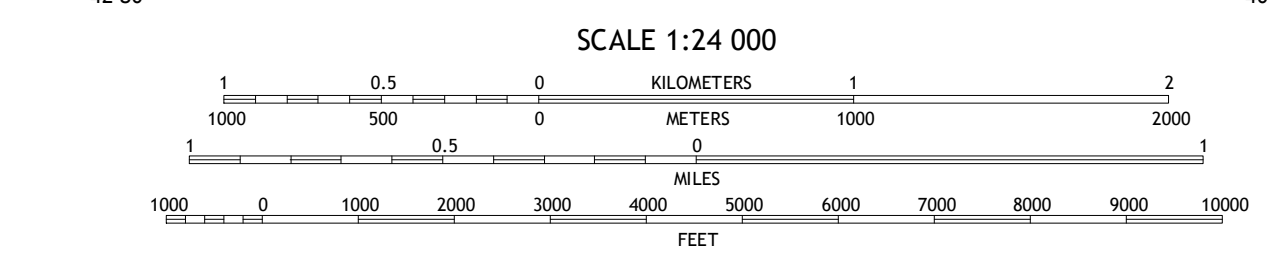 SCALE 1:24 000
1 0.5 0 KILOMETERS 1 2
1000 500 0 METERS 1000 2000
1 0.5 0 1
MILES
1000 0 1000 2000 3000 4000 5000 6000 7000 8000 9000 10000
FEET